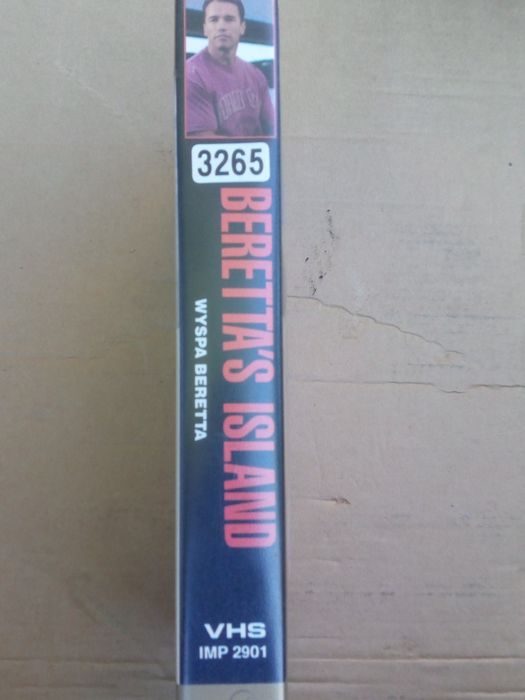 3265
BERETTA'S ISLAND
WYSPA BERETTA
VHS
IMP 2901